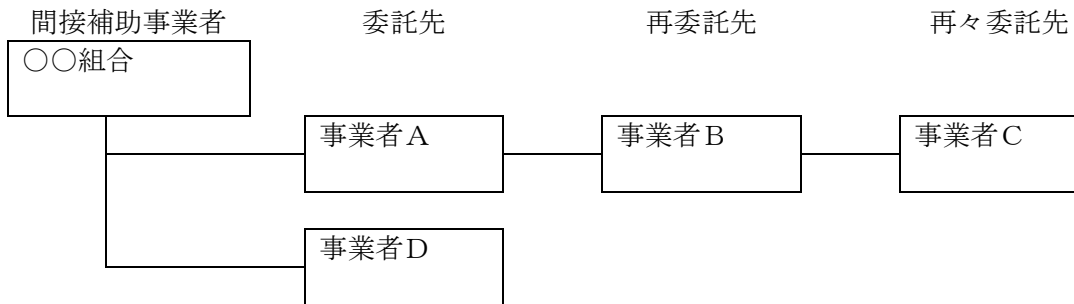 間接補助事業者
委託先
再委託先
再々委託先
○○組合
事業者A
事業者B
事業者C
事業者D